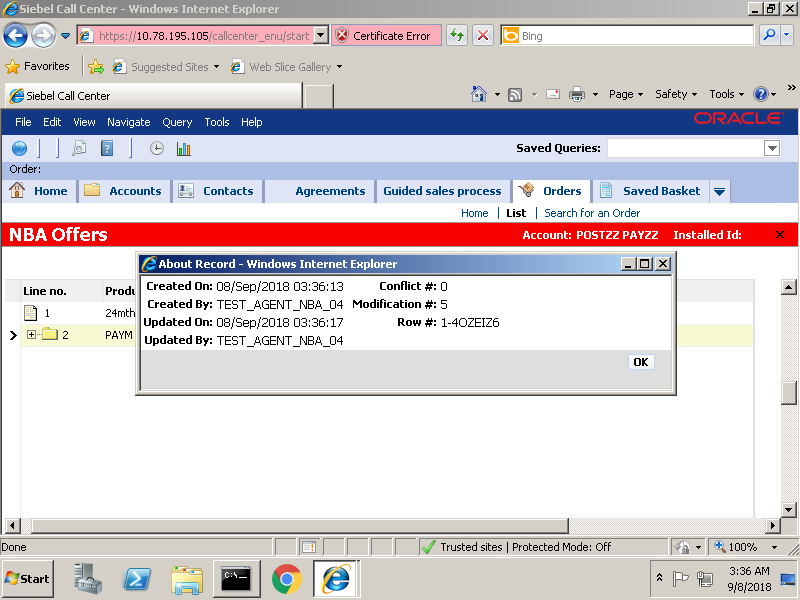 Siebel Call Center - Windows Internet Explorer
https://10.78.195.105/callcenter_enu/start
Certificate Error
Bing
Favorites
Suggested Sites
Web Slice Gallery
Siebel Call Center
Page
Safety
Tools
»
File Edit View Navigate Query Tools Help
ORACLE
Saved Queries:
Order:
Home
Accounts
Contacts
Agreements
Guided sales process
Orders
Saved Basket
Home | List | Search for an Order
NBA Offers
Account: POSTZZ PAYZZ Installed Id:
About Record - Windows Internet Explorer
Created On: 08/Sep/2018 03:36:13 Conflict #: 0
Created By: TEST_AGENT_NBA_04 Modification #: 5
Updated On: 08/Sep/2018 03:36:17 Row #: 1-4OZEIZ6
Updated By: TEST_AGENT_NBA_04
OK
Line no. Produ
1 24mth
2 PAYM
Done
Trusted sites | Protected Mode: Off
100%
Start
C:\_
3:36 AM
9/8/2018